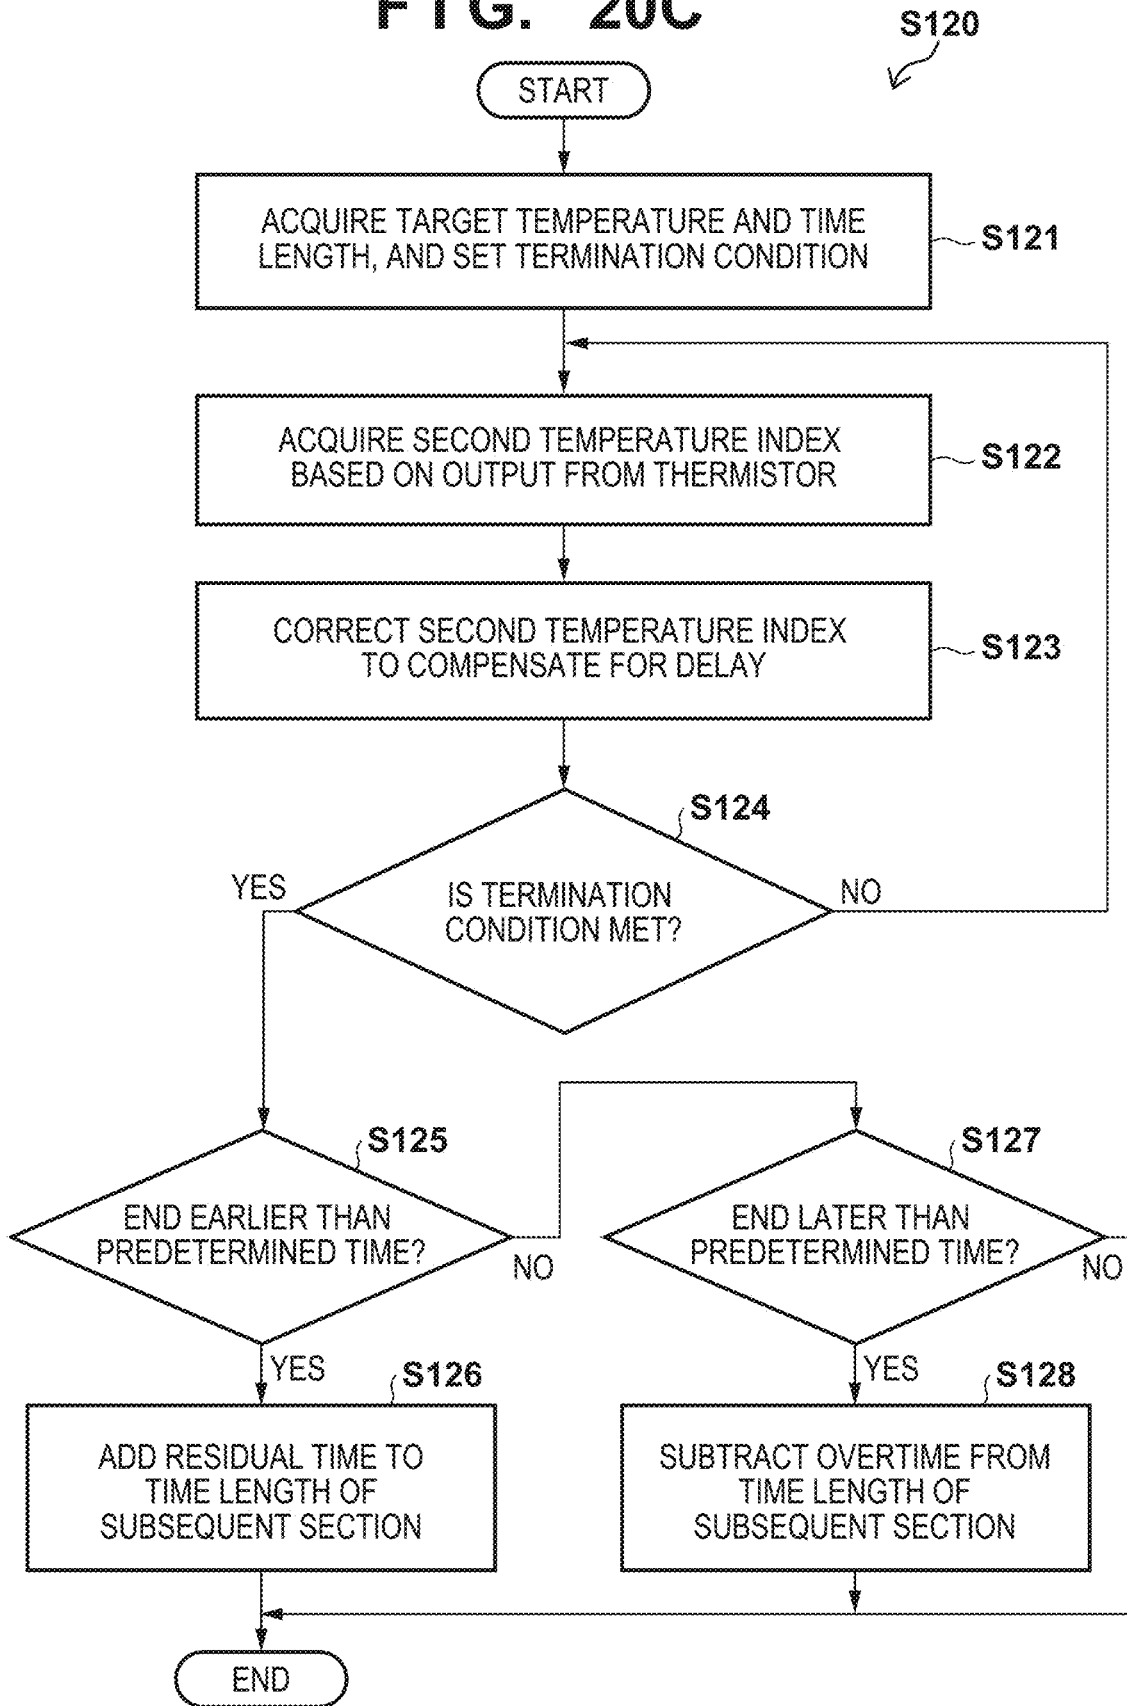 FIG. 20C
S120
START
ACQUIRE TARGET TEMPERATURE AND TIME
LENGTH, AND SET TERMINATION CONDITION
S121
ACQUIRE SECOND TEMPERATURE INDEX
BASED ON OUTPUT FROM THERMISTOR
S122
CORRECT SECOND TEMPERATURE INDEX
TO COMPENSATE FOR DELAY
S123
S124
YES
IS TERMINATION
CONDITION MET?
NO
S125
END EARLIER THAN
PREDETERMINED TIME?
NO
S127
END LATER THAN
PREDETERMINED TIME?
NO
YES
S126
ADD RESIDUAL TIME TO
TIME LENGTH OF
SUBSEQUENT SECTION
YES
S128
SUBTRACT OVERTIME FROM
TIME LENGTH OF
SUBSEQUENT SECTION
END